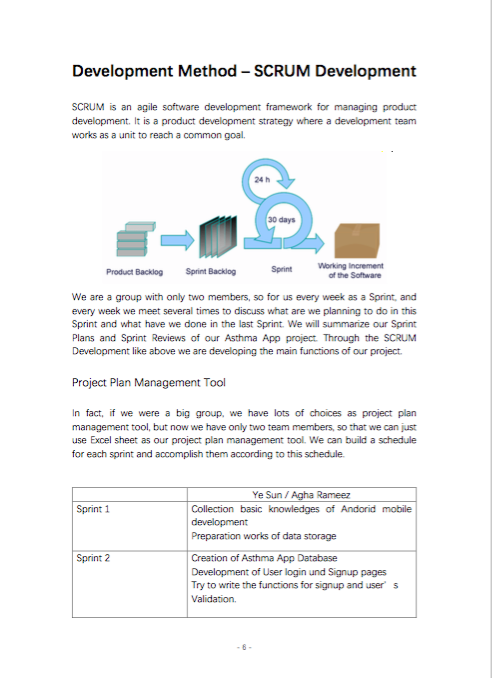 Development Method – SCRUM Development
SCRUM is an agile software development framework for managing product
development. It is a product development strategy where a development team
works as a unit to reach a common goal.
24 h
30 days
Product Backlog
Sprint Backlog
Sprint
Working Increment
of the Software
We are a group with only two members, so for us every week as a Sprint, and
every week we meet several times to discuss what are we planning to do in this
Sprint and what have we done in the last Sprint. We will summarize our Sprint
Plans and Sprint Reviews of our Asthma App project. Through the SCRUM
Development like above we are developing the main functions of our project.
Project Plan Management Tool
In fact, if we were a big group, we have lots of choices as project plan
management tool, but now we have only two team members, so that we can just
use Excel sheet as our project plan management tool. We can build a schedule
for each sprint and accomplish them according to this schedule.
Ye Sun / Agha Rameez
Sprint 1
Collection basic knowledges of Andorid mobile
development
Preparation works of data storage
Sprint 2
Creation of Asthma App Database
Development of User login und Signup pages
Try to write the functions for signup and user's
Validation.
- 6 -